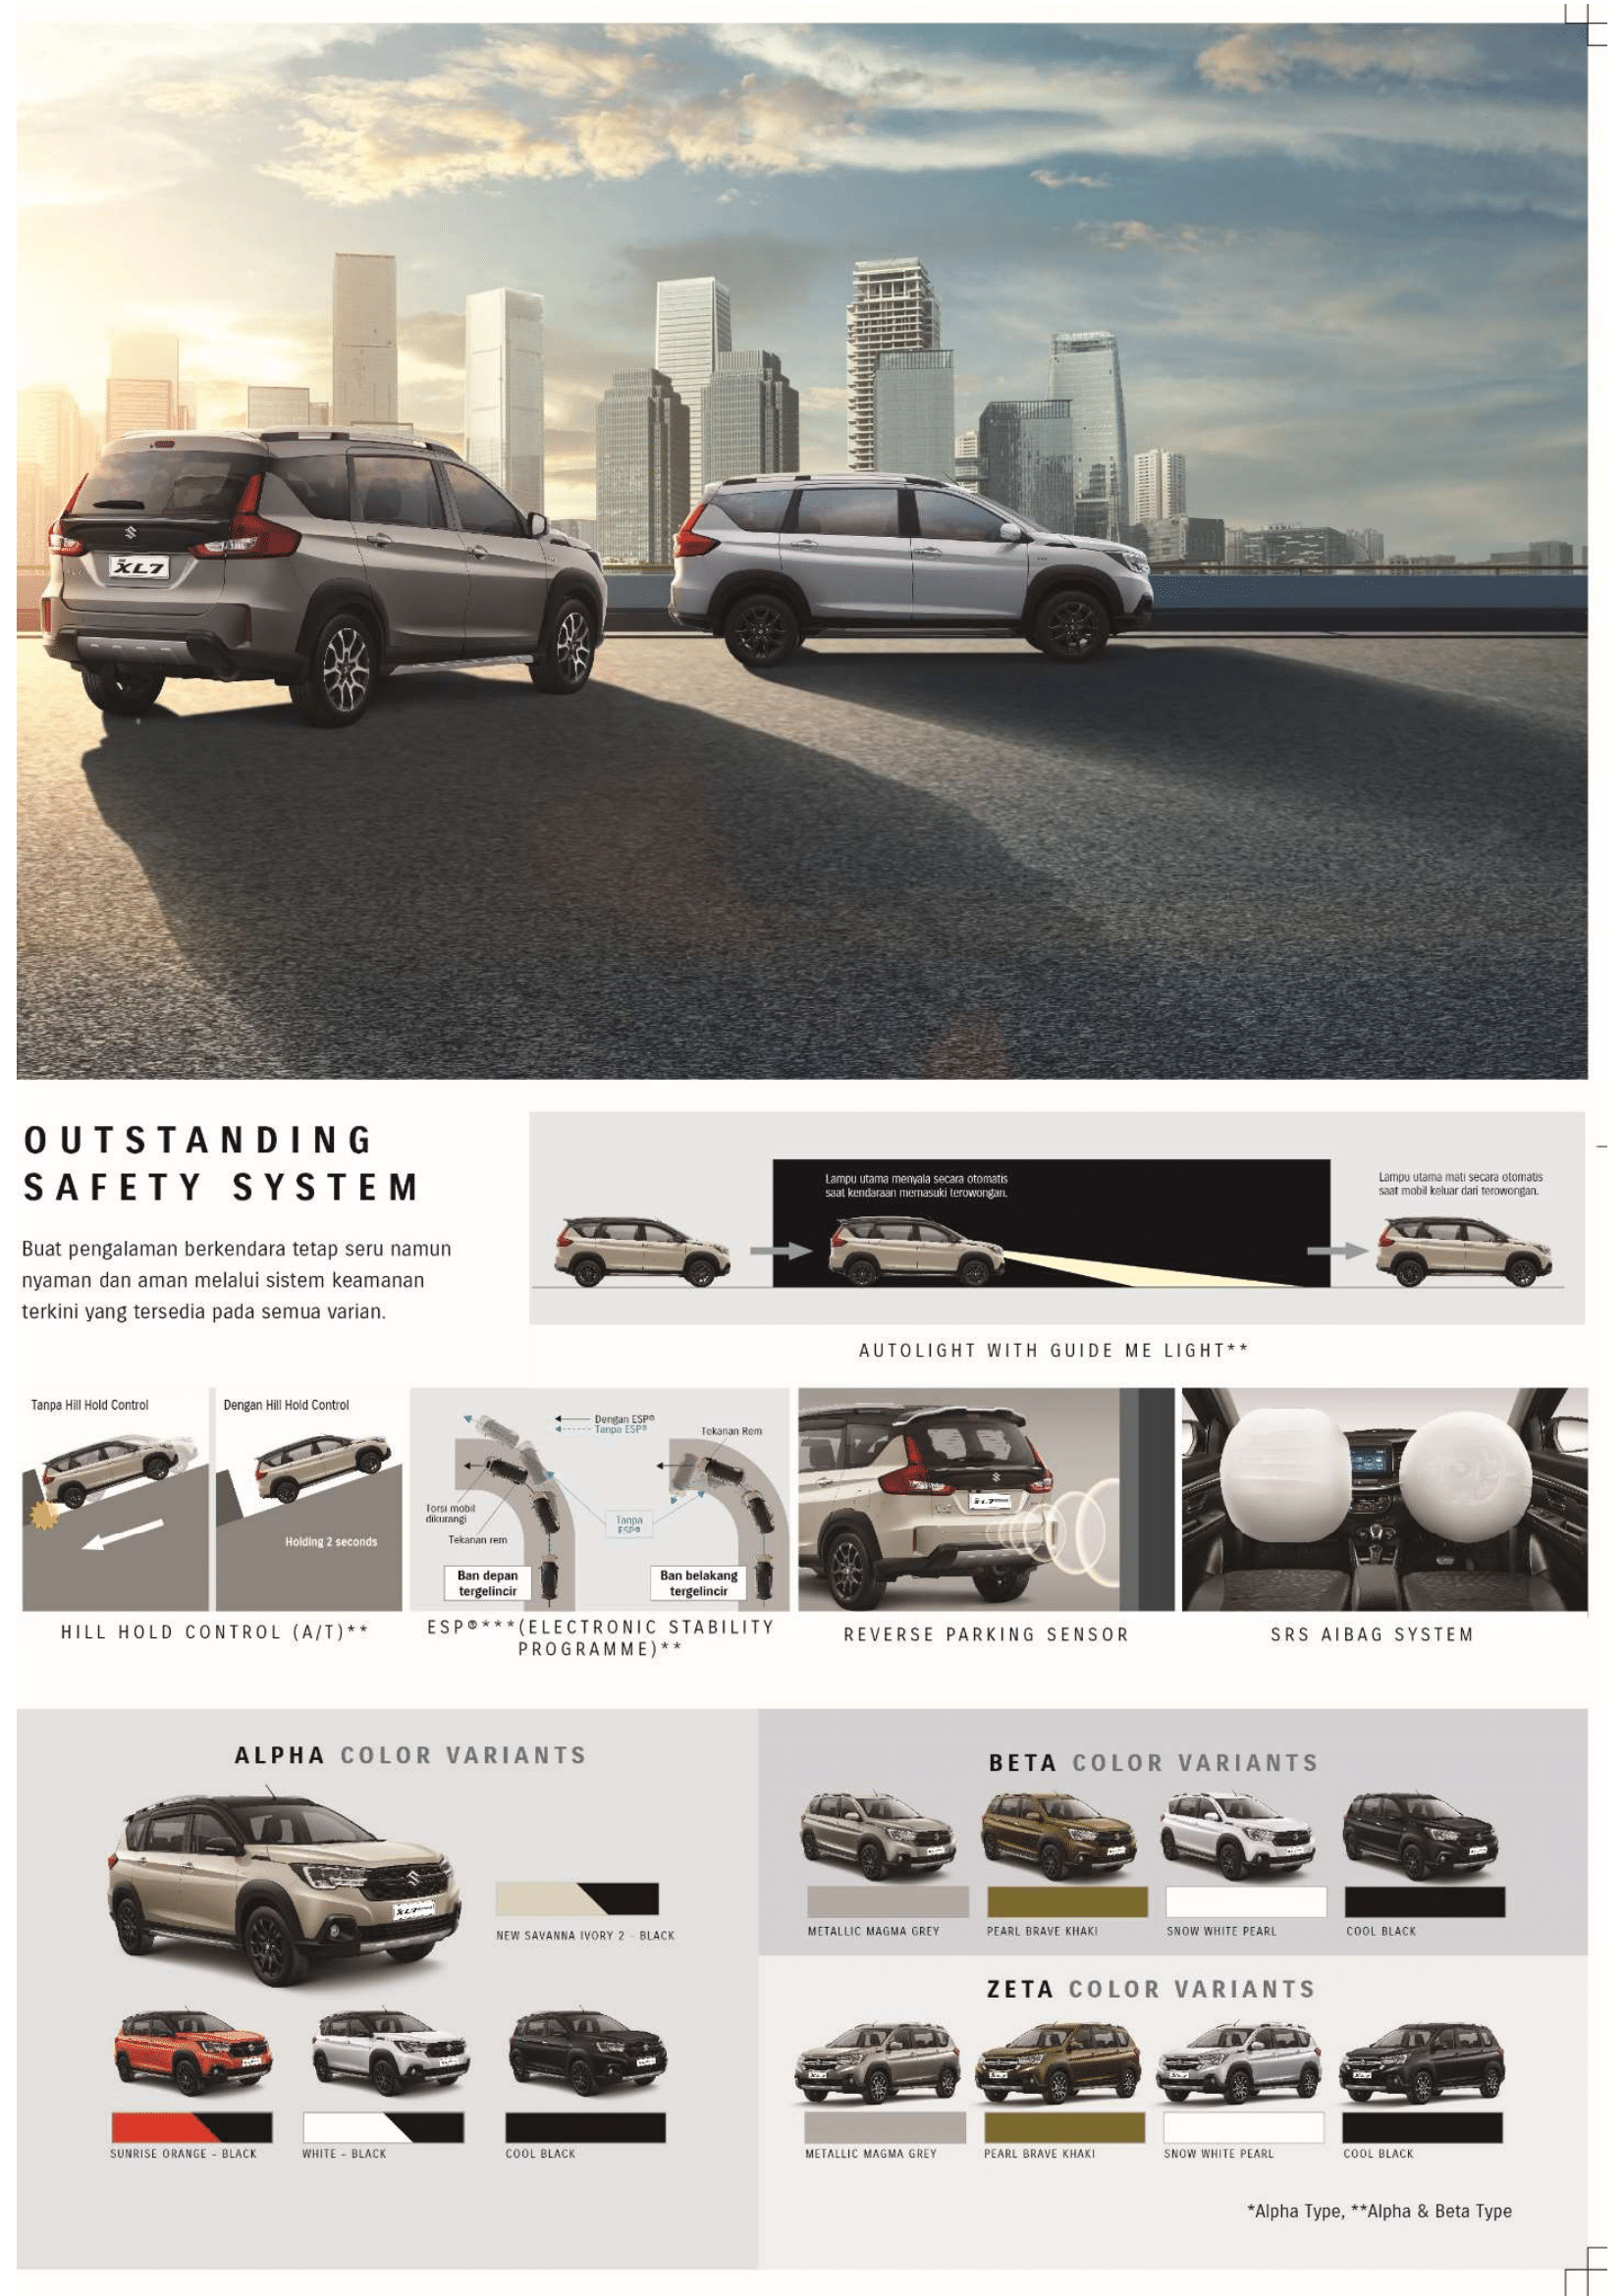 XL7
OUTSTANDING
SAFETY SYSTEM
Buat pengalaman berkendara tetap seru namun
nyaman dan aman melalui sistem keamanan
terkini yang tersedia pada semua varian.
Lampu utama menyala secara otomatis
saat kendaraan memasuki terowongan.
Lampu utama mati secara otomatis
saat mobil keluar dari terowongan.
AUTOLIGHT WITH GUIDE ME LIGHT**
Tanpa Hill Hold Control
Dengan Hill Hold Control
Holding 2 seconds
HILL HOLD CONTROL (A/T)**
Dengan ESP®
Tanpa ESP®
Tekanan Rem
Torsi mobil
dikurangi
Tekanan rem
Tanpa
ESP®
Ban depan
tergelincir
Ban belakang
tergelincir
ESP®***(ELECTRONIC STABILITY
PROGRAMME)**
XL7
REVERSE PARKING SENSOR
SRS AIBAG SYSTEM
ALPHA COLOR VARIANTS
XL7
NEW SAVANNA IVORY 2 - BLACK
SUNRISE ORANGE - BLACK
WHITE - BLACK
COOL BLACK
BETA COLOR VARIANTS
METALLIC MAGMA GREY
PEARL BRAVE KHAKI
SNOW WHITE PEARL
COOL BLACK
ZETA COLOR VARIANTS
METALLIC MAGMA GREY
PEARL BRAVE KHAKI
SNOW WHITE PEARL
COOL BLACK
*Alpha Type, **Alpha & Beta Type